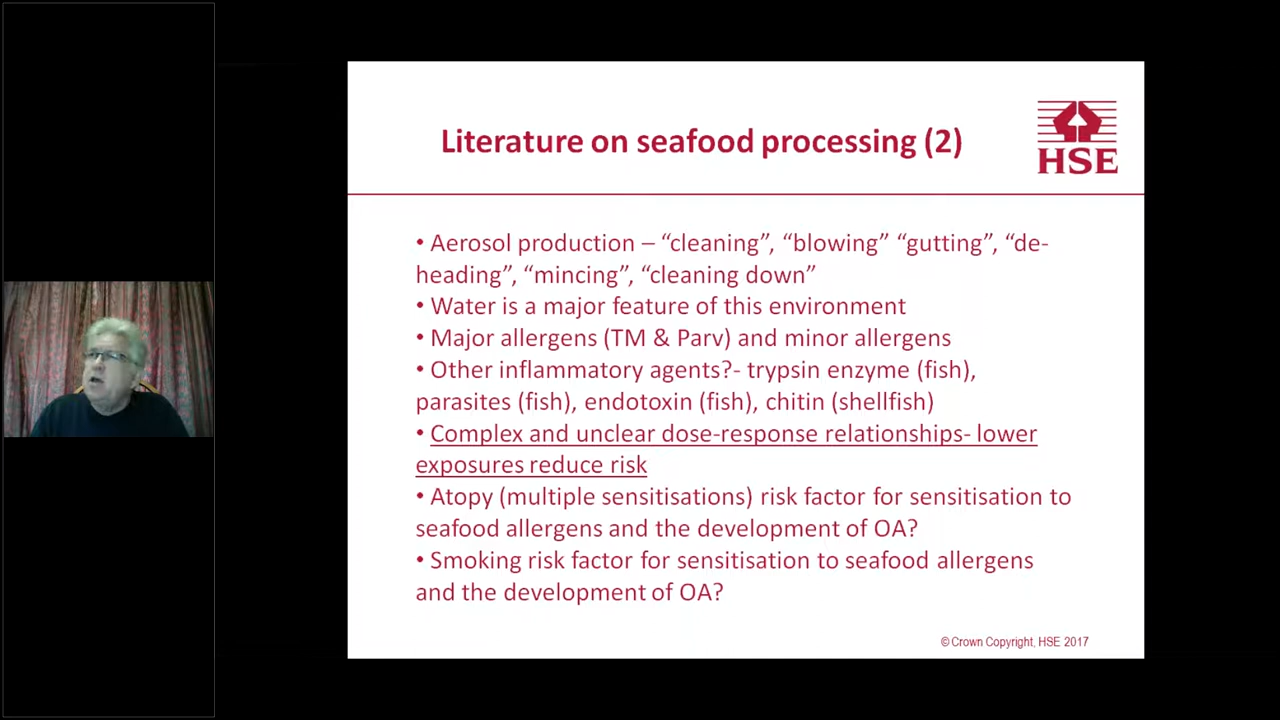 Literature on seafood processing (2)
HSE
• Aerosol production – “cleaning”, “blowing” “gutting”, “de-
heading”, “mincing”, “cleaning down”
• Water is a major feature of this environment
• Major allergens (TM & Parv) and minor allergens
• Other inflammatory agents?- trypsin enzyme (fish),
parasites (fish), endotoxin (fish), chitin (shellfish)
• Complex and unclear dose-response relationships- lower
exposures reduce risk
• Atopy (multiple sensitisations) risk factor for sensitisation to
seafood allergens and the development of OA?
• Smoking risk factor for sensitisation to seafood allergens
and the development of OA?
© Crown Copyright, HSE 2017